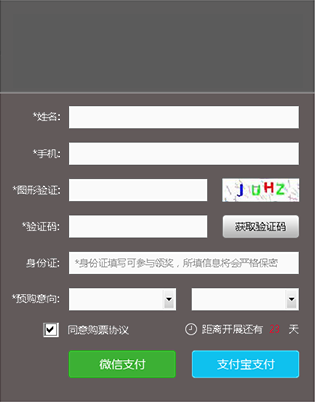 *姓名:
*手机:
*图形验证:
*验证码: 获取验证码
身份证: *身份证填写可参与领奖，所填信息将会严格保密
*预购意向:
同意购票协议 距离开展还有 天
微信支付 支付宝支付